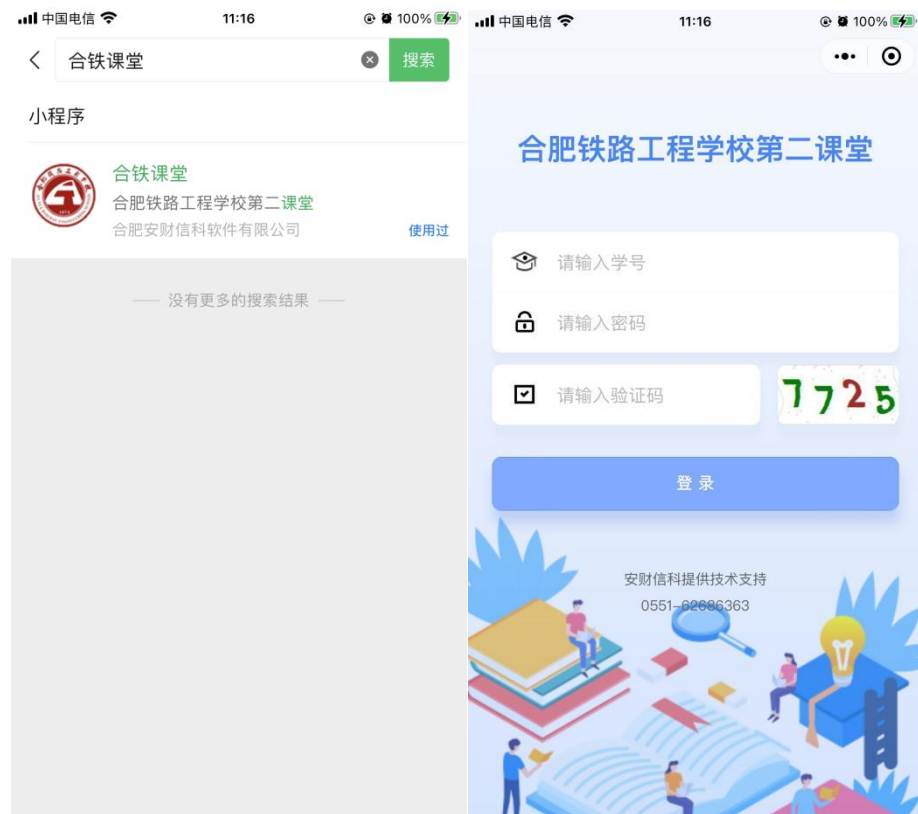 中国电信 11:16 100%
合铁课堂 搜索
小程序
合铁课堂
合肥铁路工程学校第二课堂
合肥安财信科软件有限公司 使用过
没有更多的搜索结果
中国电信 11:16 100%
合肥铁路工程学校第二课堂
请输入学号
请输入密码
请输入验证码 7725
登录
安财信科提供技术支持
0551-62686363